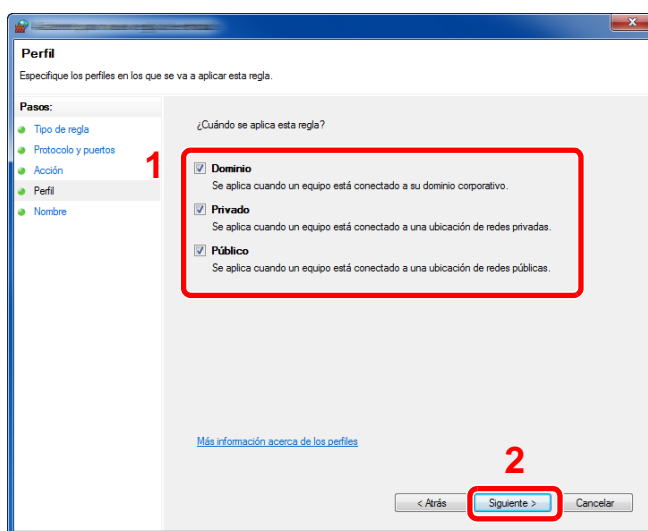 Perfil
Especifique los perfiles en los que se va a aplicar esta regla.
Pasos:
Tipo de regla
Protocolo y puertos
Acción
Perfil
Nombre
¿Cuándo se aplica esta regla?
1
Dominio
Se aplica cuando un equipo está conectado a su dominio corporativo.
Privado
Se aplica cuando un equipo está conectado a una ubicación de redes privadas.
Público
Se aplica cuando un equipo está conectado a una ubicación de redes públicas.
Más información acerca de los perfiles
2
< Atrás Siguiente > Cancelar